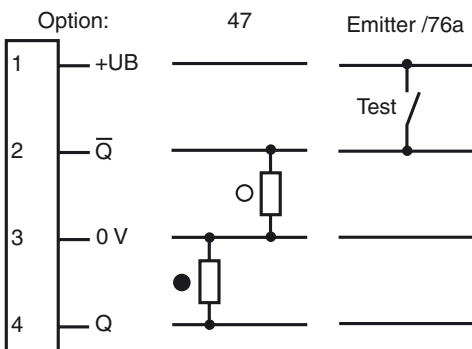 Option: 47 Emitter /76a
1 +UB
Test
2 Q̅
3 0 V
4 Q